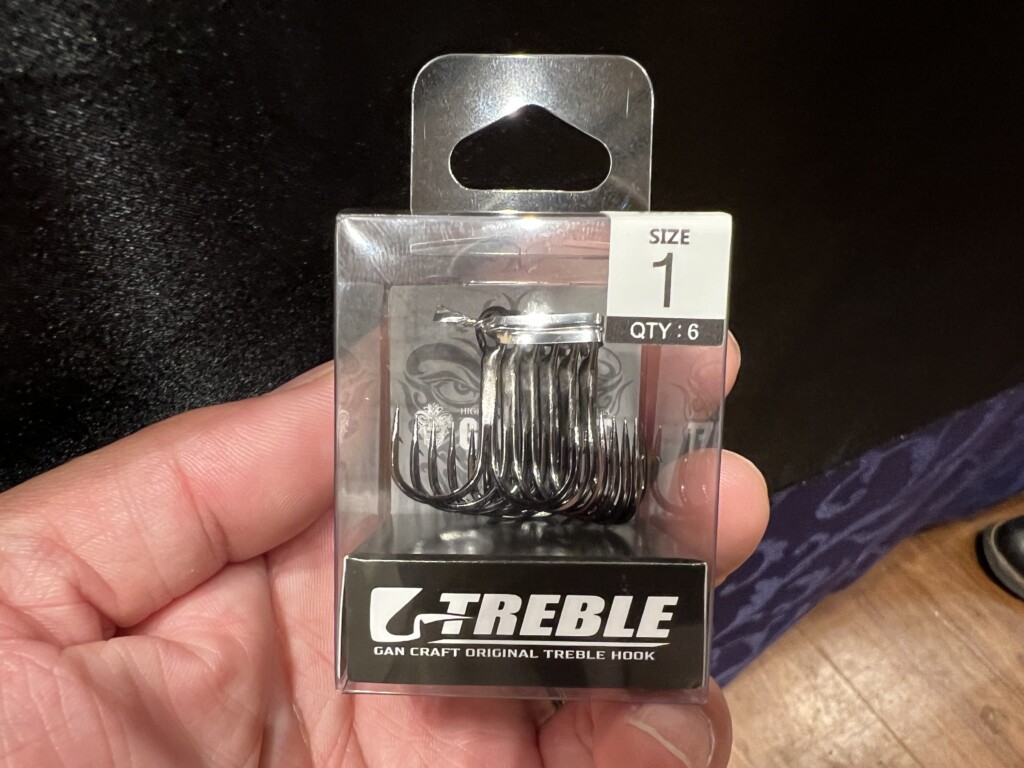 SIZE
1
QTY : 6
TREBLE
GAN CRAFT ORIGINAL TREBLE HOOK